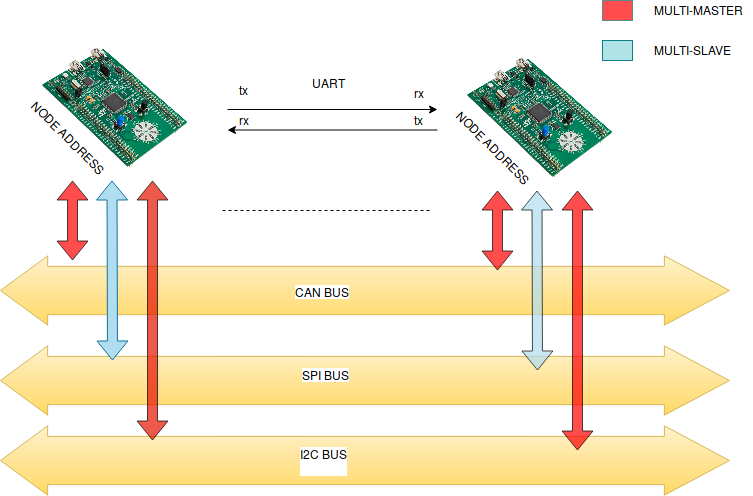 MULTI-MASTER
MULTI-SLAVE
UART
tx
rx
rx
tx
NODE ADDRESS
NODE ADDRESS
CAN BUS
SPI BUS
I2C BUS